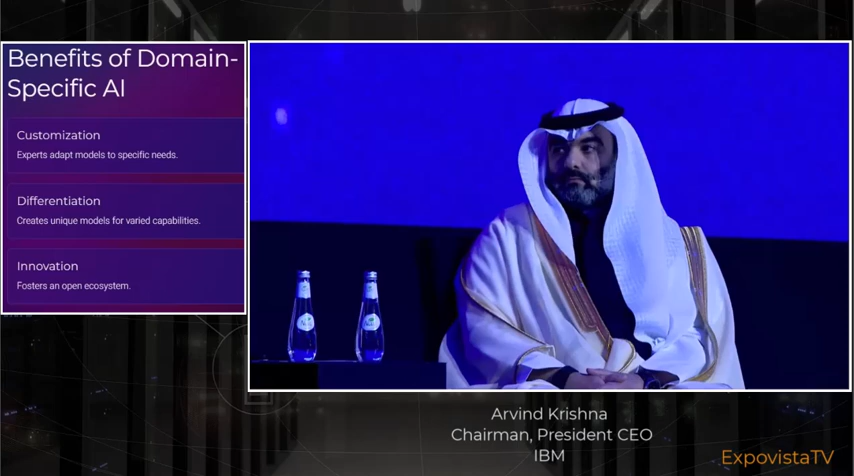 Benefits of Domain-
Specific AI
Customization
Experts adapt models to specific needs.
Differentiation
Creates unique models for varied capabilities.
Innovation
Fosters an open ecosystem.
Arvind Krishna
Chairman, President CEO
IBM
ExpovistaTV